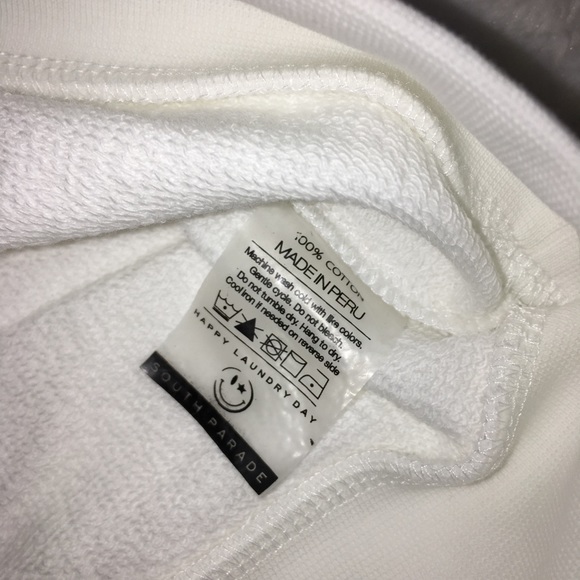 100% COTTON
MADE IN PERU
Machine wash cold with like colors.
Gentle cycle. Do not bleach.
Do not tumble dry. Hang to dry.
Cool iron if needed on reverse side
HAPPY LAUNDRY DAY
SOUTH PARADE